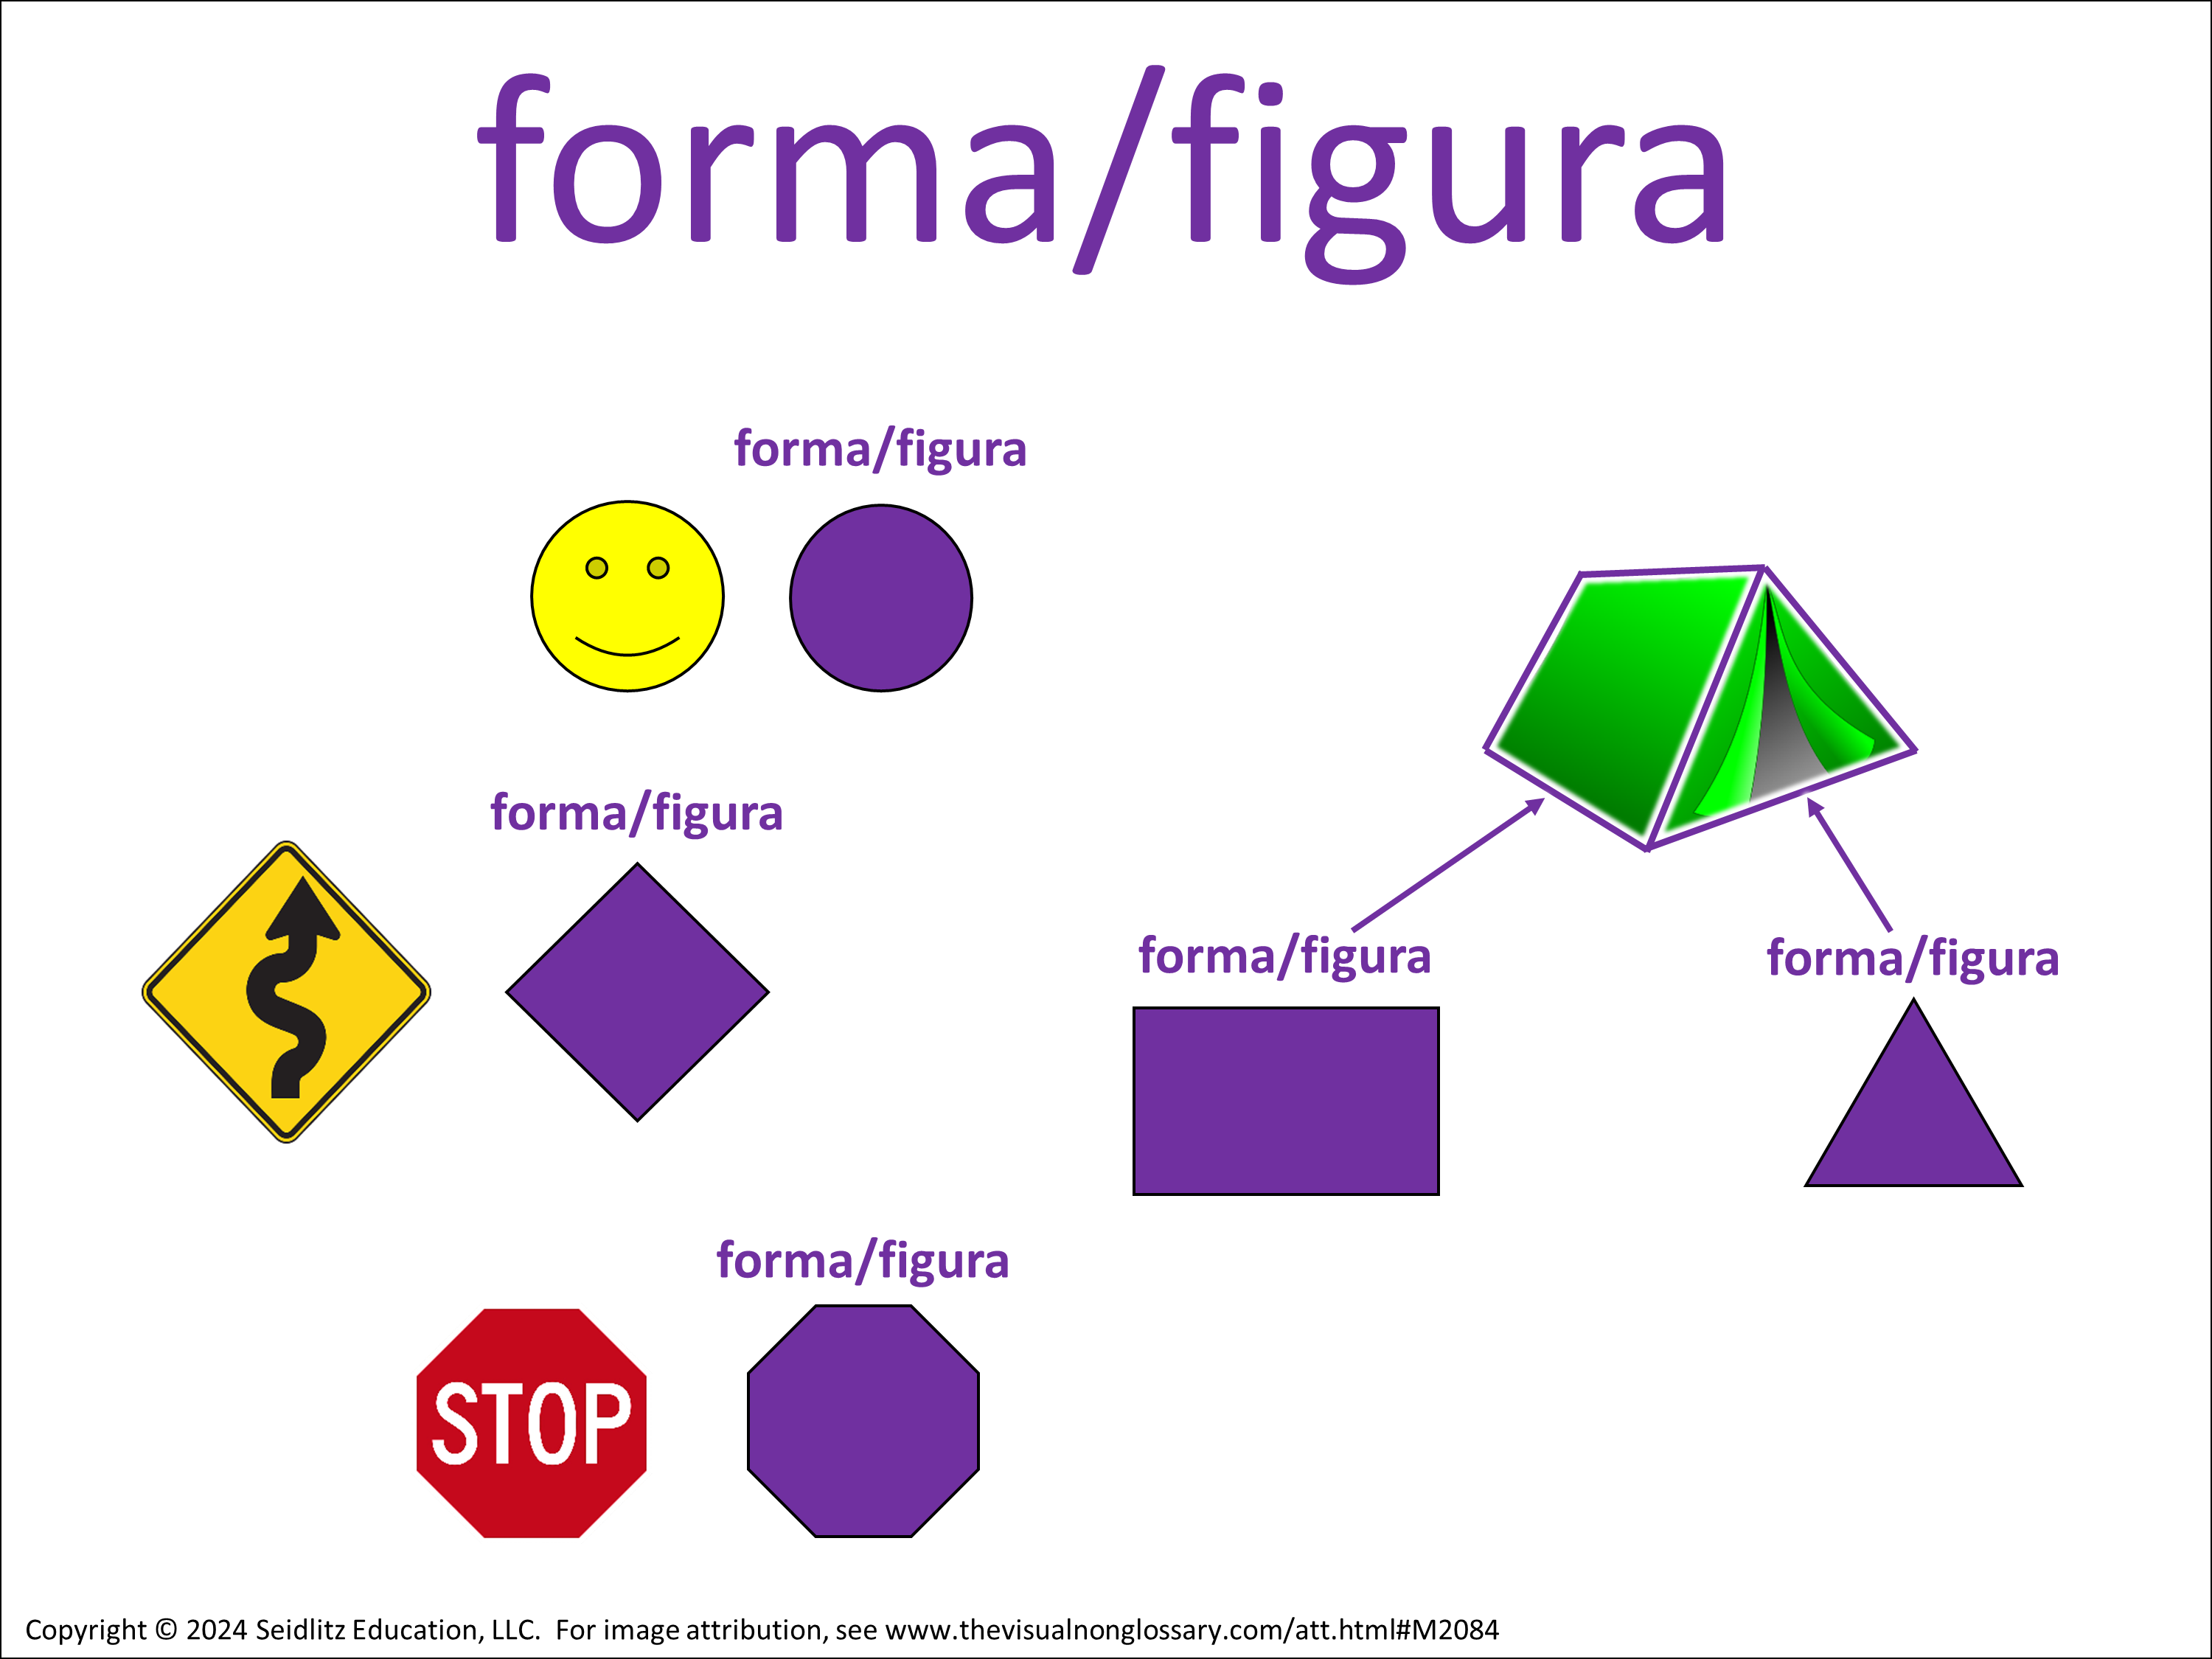 forma/figura
forma/figura
forma/figura
forma/figura
forma/figura
forma/figura
STOP
Copyright © 2024 Seidlitz Education, LLC.  For image attribution, see www.thevisualnonglossary.com/att.html#M2084